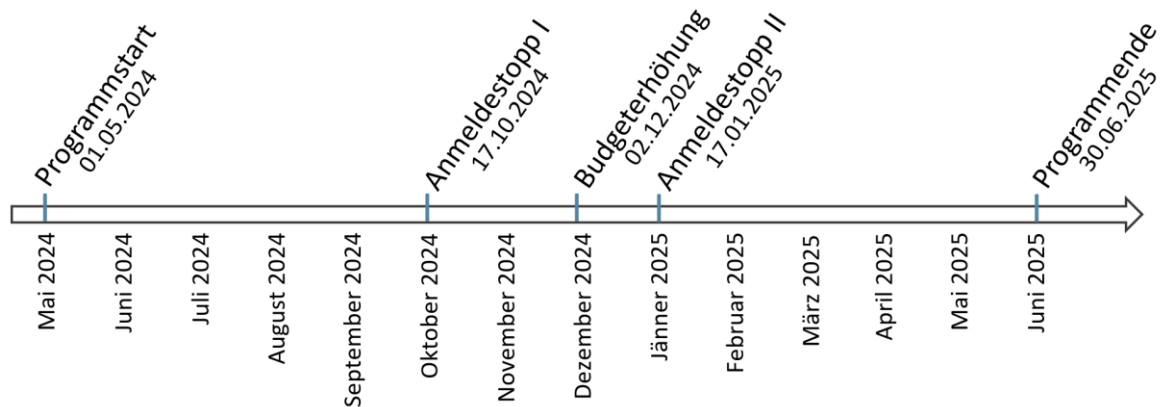 Programmstart
01.05.2024
Anmeldestopp I
17.10.2024
Budgeterhöhung
02.12.2024
Anmeldestopp II
17.01.2025
Programmende
30.06.2025
Mai 2024
Juni 2024
Juli 2024
August 2024
September 2024
Oktober 2024
November 2024
Dezember 2024
Jänner 2025
Februar 2025
März 2025
April 2025
Mai 2025
Juni 2025